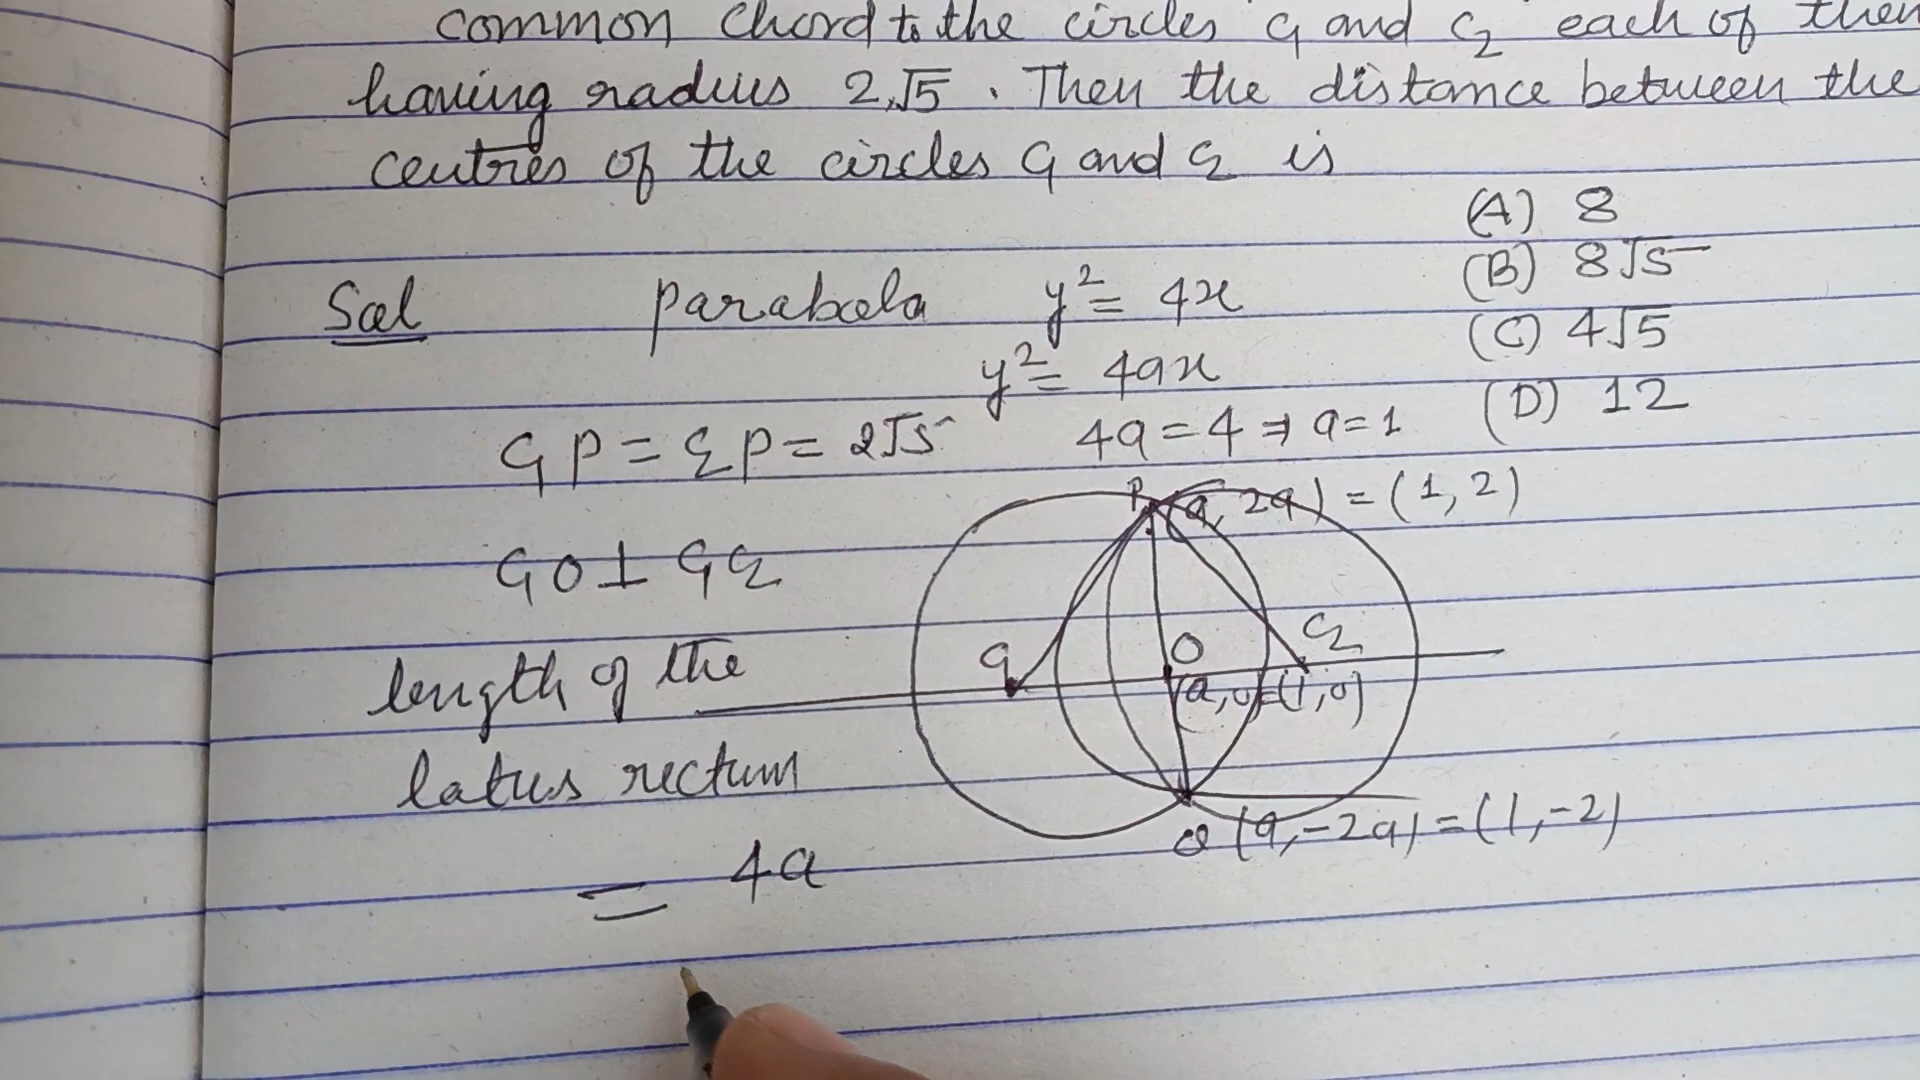 common chord to the circles C₁ and C₂ each of them
having radius 2√5 . Then the distance between the
centres of the circles C₁ and C₂ is
(A) 8
(B) 8√5
(C) 4√5
(D) 12
Sol parabola y² = 4x
y² = 4ax
C₁P = C₂P = 2√5 4a = 4 ⇒ a = 1
P (a, 2a) = (1, 2)
C₁O ⊥ C₁C₂
C₁ O C₂
length of the
(a, 0) = (1, 0)
latus rectum
Q (a, -2a) = (1, -2)
= 4a